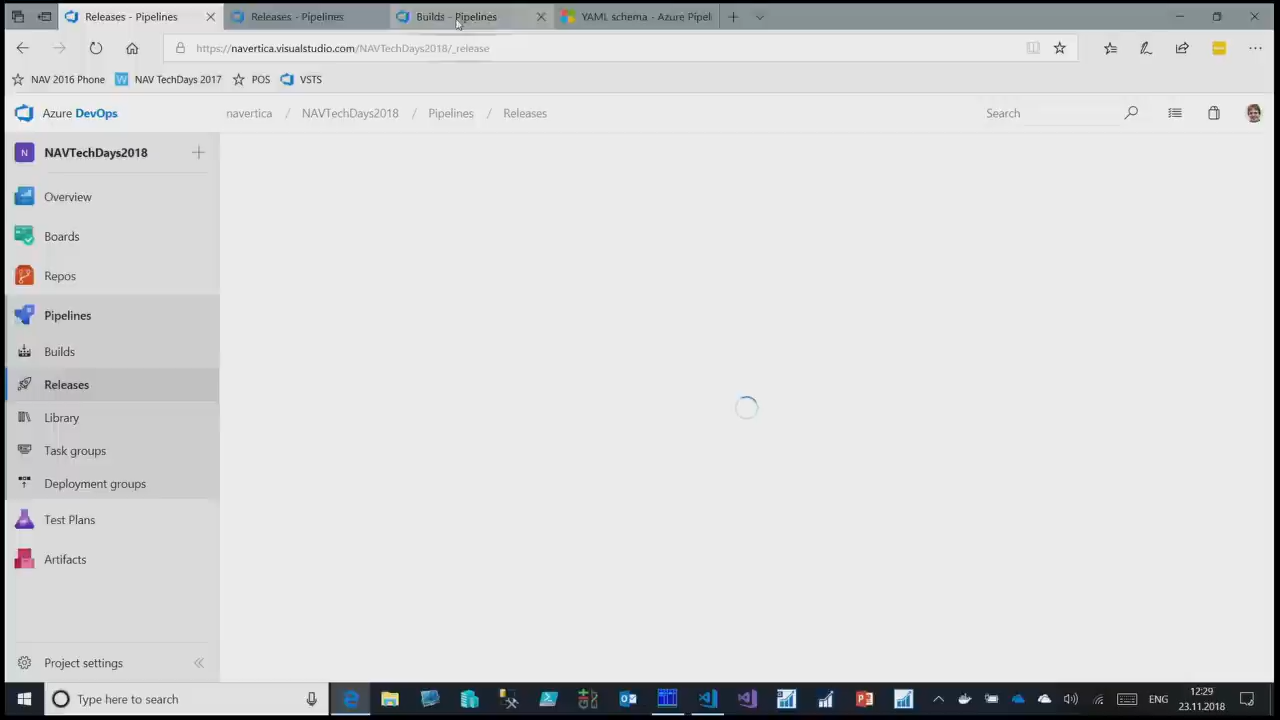 Releases - Pipelines
Releases - Pipelines
Builds - Pipelines
YAML schema - Azure Pipel
https://navertica.visualstudio.com/NAVTechDays2018/_release
NAV 2016 Phone
NAV TechDays 2017
POS
VSTS
Azure DevOps
navertica / NAVTechDays2018 / Pipelines / Releases
Search
N
NAVTechDays2018
Overview
Boards
Repos
Pipelines
Builds
Releases
Library
Task groups
Deployment groups
Test Plans
Artifacts
Project settings
Type here to search
ENG
12:29
23.11.2018